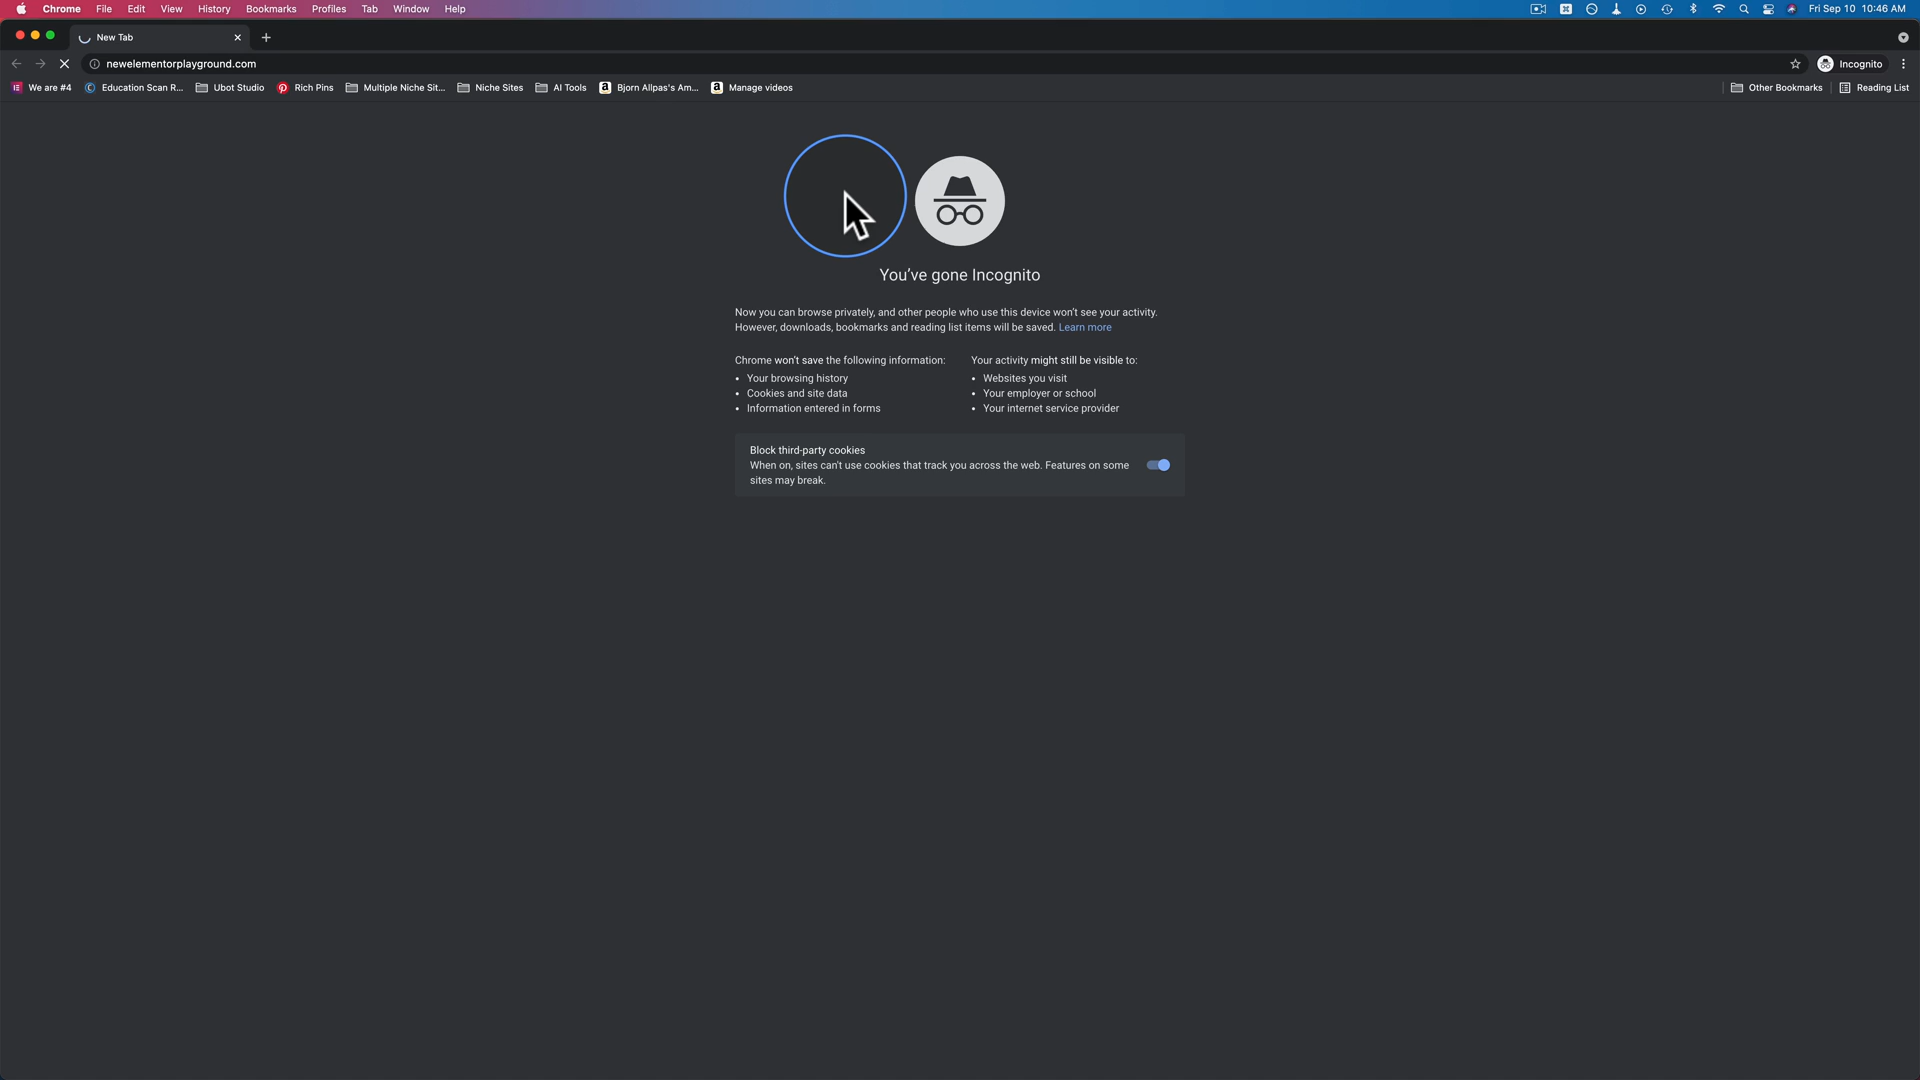 Chrome File Edit View History Bookmarks Profiles Tab Window Help Fri Sep 10 10:46 AM
New Tab
newelementorplayground.com Incognito
We are #4 Education Scan R... Ubot Studio Rich Pins Multiple Niche Sit... Niche Sites AI Tools Bjorn Allpas's Am... Manage videos Other Bookmarks Reading List
You've gone Incognito
Now you can browse privately, and other people who use this device won't see your activity.
However, downloads, bookmarks and reading list items will be saved. Learn more
Chrome won't save the following information:
• Your browsing history
• Cookies and site data
• Information entered in forms
Your activity might still be visible to:
• Websites you visit
• Your employer or school
• Your internet service provider
Block third-party cookies
When on, sites can't use cookies that track you across the web. Features on some
sites may break.